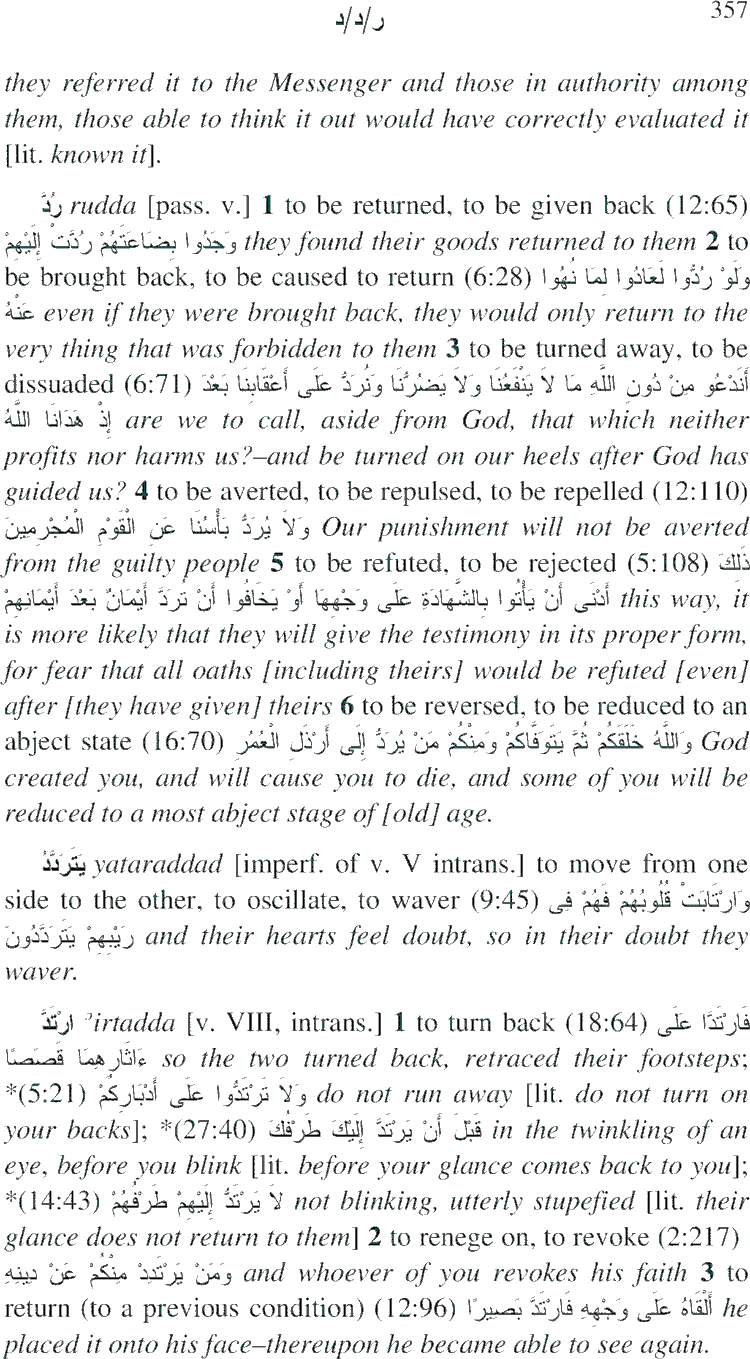 ر/د/د 357
they referred it to the Messenger and those in authority among
them, those able to think it out would have correctly evaluated it
[lit. known it].
رُدَّ rudda [pass. v.] 1 to be returned, to be given back (12:65)
وَجَدُوا بِضَاعَتَهُمْ رُدَّتْ إِلَيْهِمْ they found their goods returned to them 2 to
be brought back, to be caused to return (6:28) وَلَوْ رُدُّوا لَعَادُوا لِمَا نُهُوا
عَنْهُ even if they were brought back, they would only return to the
very thing that was forbidden to them 3 to be turned away, to be
dissuaded (6:71) أَنَدْعُو مِنْ دُونِ اللَّهِ مَا لاَ يَنْفَعُنَا وَلاَ يَضُرُّنَا وَنُرَدُّ عَلَى أَعْقَابِنَا بَعْدَ
إِذْ هَدَانَا اللَّهُ are we to call, aside from God, that which neither
profits nor harms us?–and be turned on our heels after God has
guided us? 4 to be averted, to be repulsed, to be repelled (12:110)
وَلاَ يُرَدُّ بَأْسُنَا عَنِ الْقَوْمِ الْمُجْرِمِينَ Our punishment will not be averted
from the guilty people 5 to be refuted, to be rejected (5:108) ذَلِكَ
أَدْنَى أَنْ يَأْتُوا بِالشَّهَادَةِ عَلَى وَجْهِهَا أَوْ يَخَافُوا أَنْ تُرَدَّ أَيْمَانٌ بَعْدَ أَيْمَانِهِمْ this way, it
is more likely that they will give the testimony in its proper form,
for fear that all oaths [including theirs] would be refuted [even]
after [they have given] theirs 6 to be reversed, to be reduced to an
abject state (16:70) وَاللَّهُ خَلَقَكُمْ ثُمَّ يَتَوَفَّاكُمْ وَمِنْكُمْ مَنْ يُرَدُّ إِلَى أَرْذَلِ الْعُمُرِ God
created you, and will cause you to die, and some of you will be
reduced to a most abject stage of [old] age.
يَتَرَدَّدُ yataraddad [imperf. of v. V intrans.] to move from one
side to the other, to oscillate, to waver (9:45) وَارْتَابَتْ قُلُوبُهُمْ فَهُمْ فِى
رَيْبِهِمْ يَتَرَدَّدُونَ and their hearts feel doubt, so in their doubt they
waver.
ارْتَدَّ ʾirtadda [v. VIII, intrans.] 1 to turn back (18:64) فَارْتَدَّا عَلَى
ءَاثَارِهِمَا قَصَصًا so the two turned back, retraced their footsteps;
*(5:21) وَلاَ تَرْتَدُّوا عَلَى أَدْبَارِكُمْ do not run away [lit. do not turn on
your backs]; *(27:40) قَبْلَ أَنْ يَرْتَدَّ إِلَيْكَ طَرْفُكَ in the twinkling of an
eye, before you blink [lit. before your glance comes back to you];
*(14:43) لاَ يَرْتَدُّ إِلَيْهِمْ طَرْفُهُمْ not blinking, utterly stupefied [lit. their
glance does not return to them] 2 to renege on, to revoke (2:217)
وَمَنْ يَرْتَدِدْ مِنْكُمْ عَنْ دِينِهِ and whoever of you revokes his faith 3 to
return (to a previous condition) (12:96) أَلْقَاهُ عَلَى وَجْهِهِ فَارْتَدَّ بَصِيرًا he
placed it onto his face–thereupon he became able to see again.